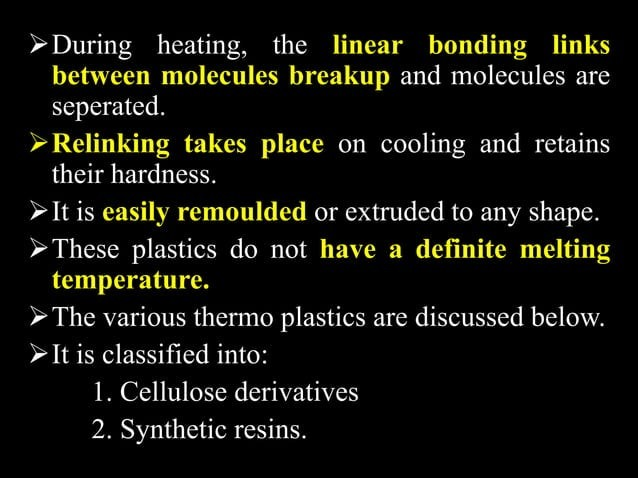 ➢During heating, the linear bonding links
between molecules breakup and molecules are
seperated.
➢Relinking takes place on cooling and retains
their hardness.
➢It is easily remoulded or extruded to any shape.
➢These plastics do not have a definite melting
temperature.
➢The various thermo plastics are discussed below.
➢It is classified into:
1. Cellulose derivatives
2. Synthetic resins.